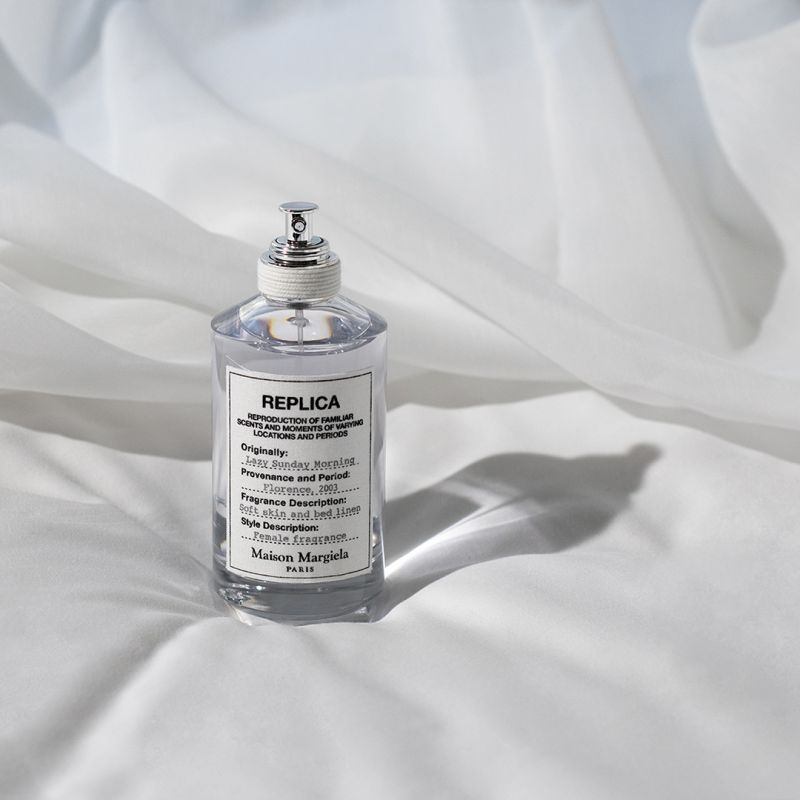 REPLICA
REPRODUCTION OF FAMILIAR
SCENTS AND MOMENTS OF VARYING
LOCATIONS AND PERIODS
Originally:
Lazy Sunday Morning
Provenance and Period:
Florence, 2003
Fragrance Description:
Soft skin and bed linen
Style Description:
Female fragrance
Maison Margiela
PARIS